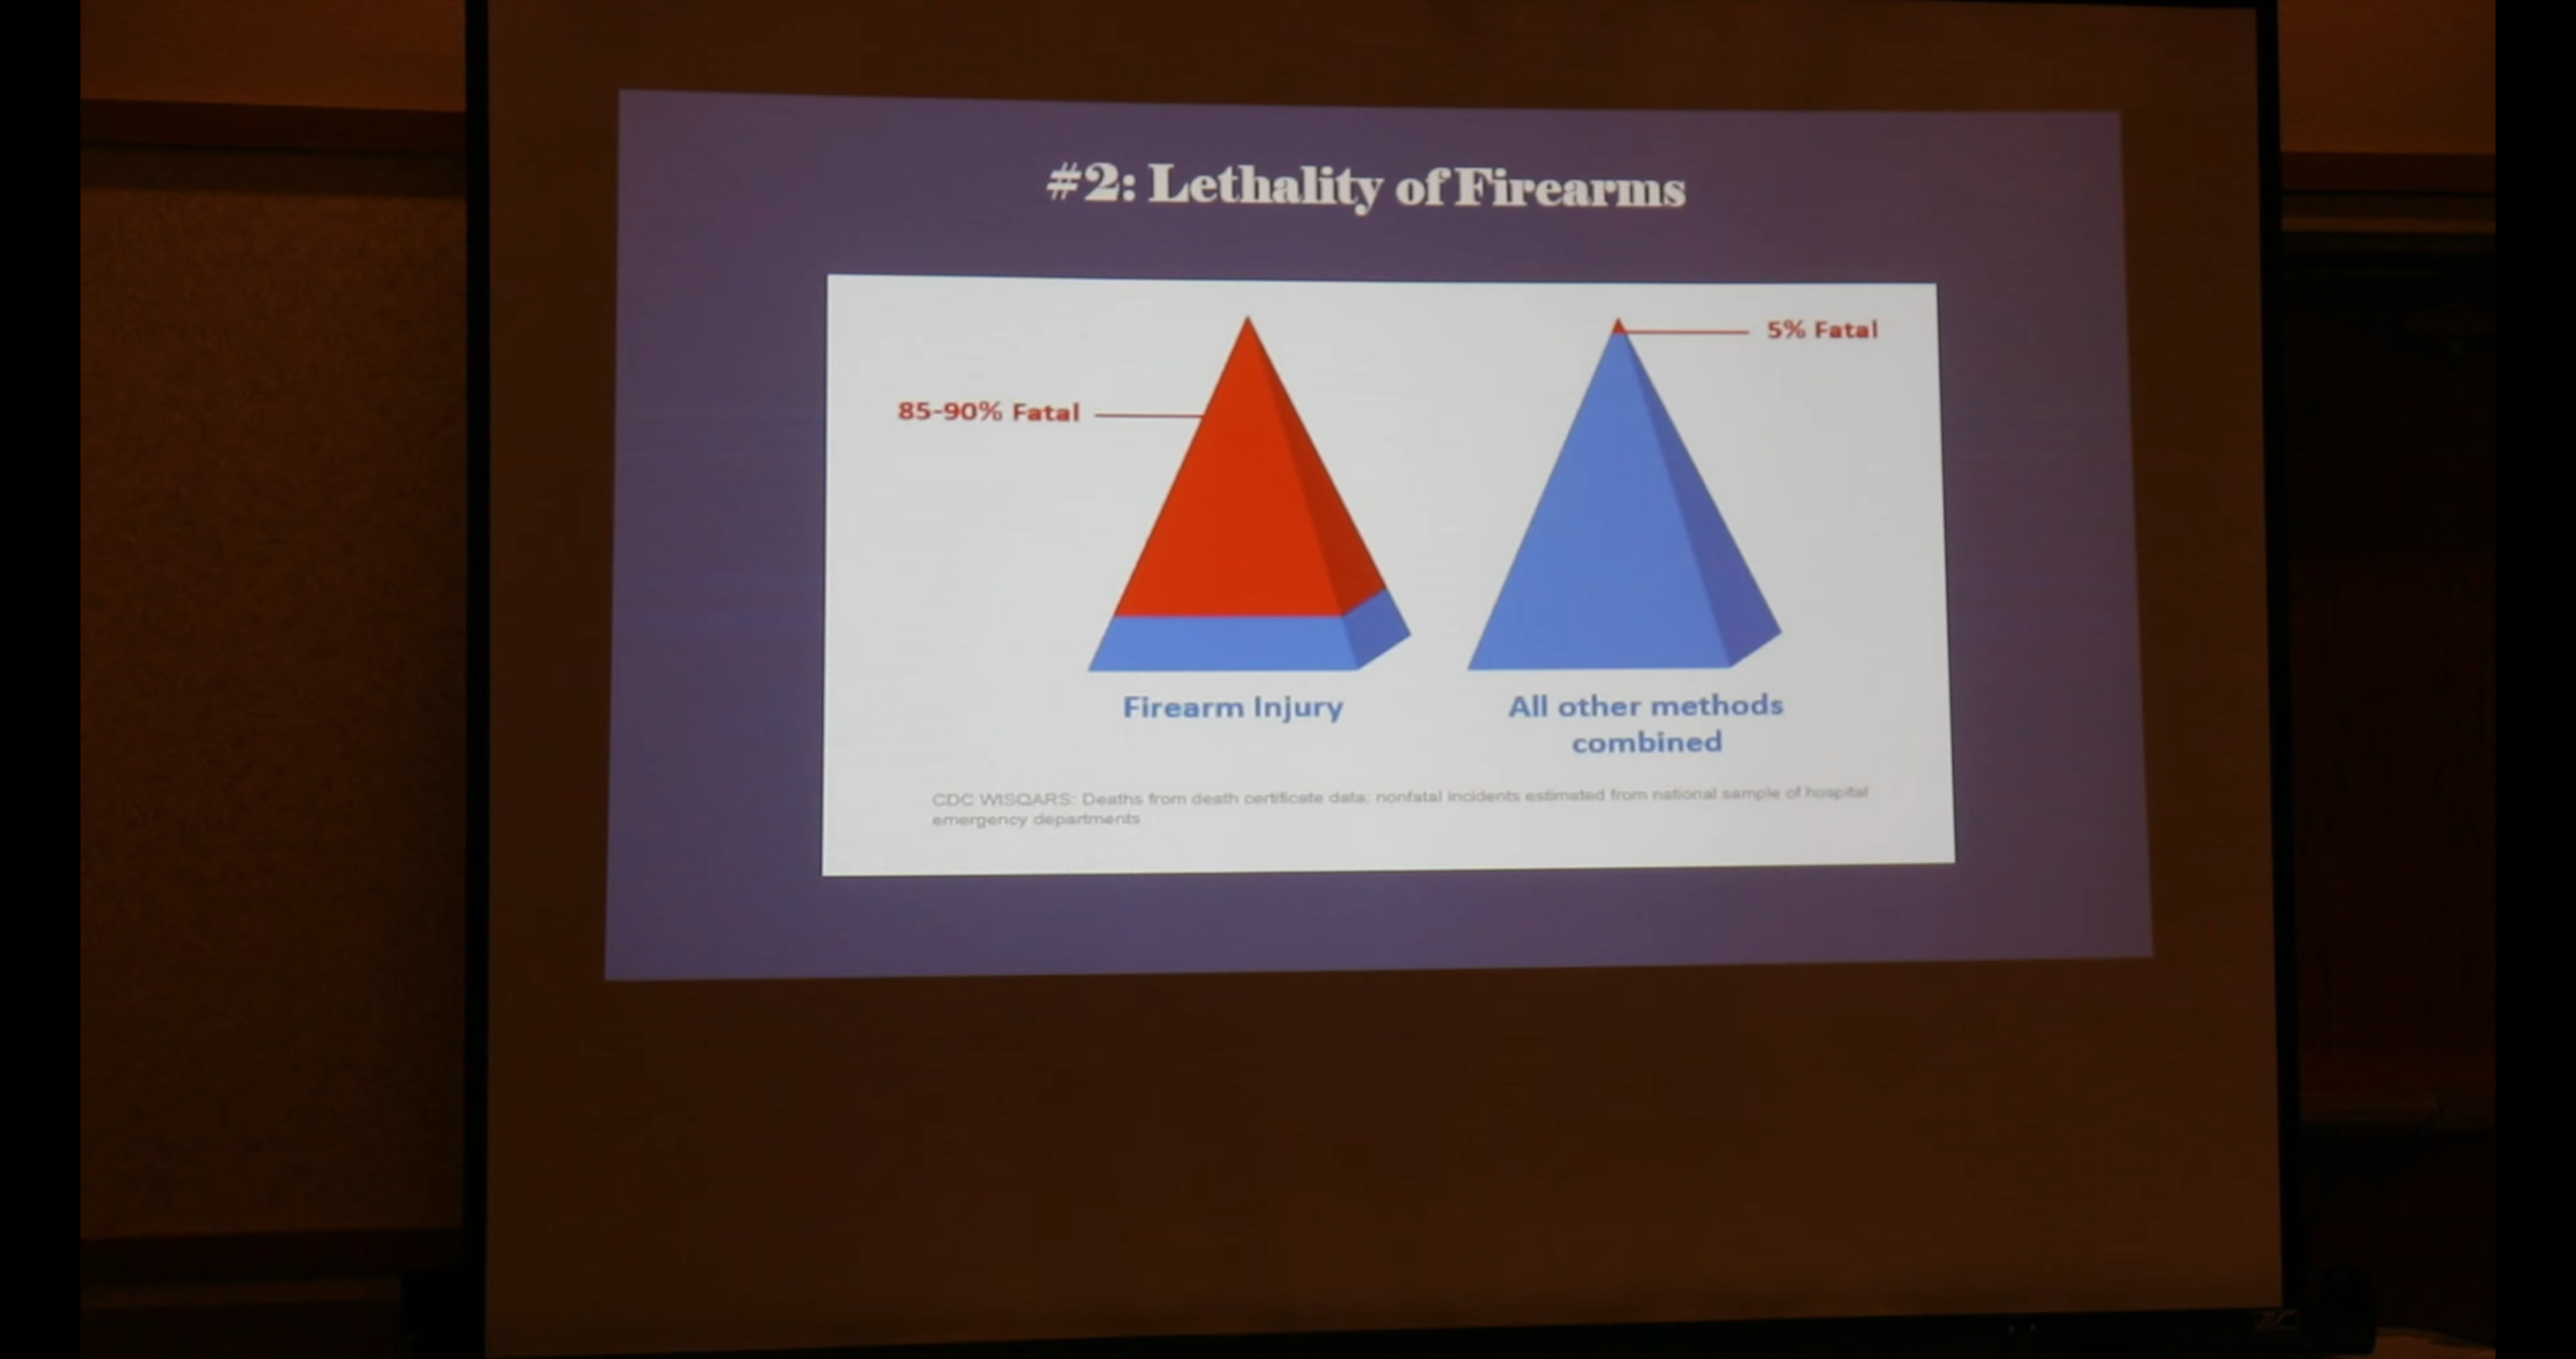 #2: Lethality of Firearms
5% Fatal
85-90% Fatal
Firearm Injury
All other methods
combined
CDC WISQARS: Deaths from death certificate data; nonfatal incidents estimated from national sample of hospital
emergency departments